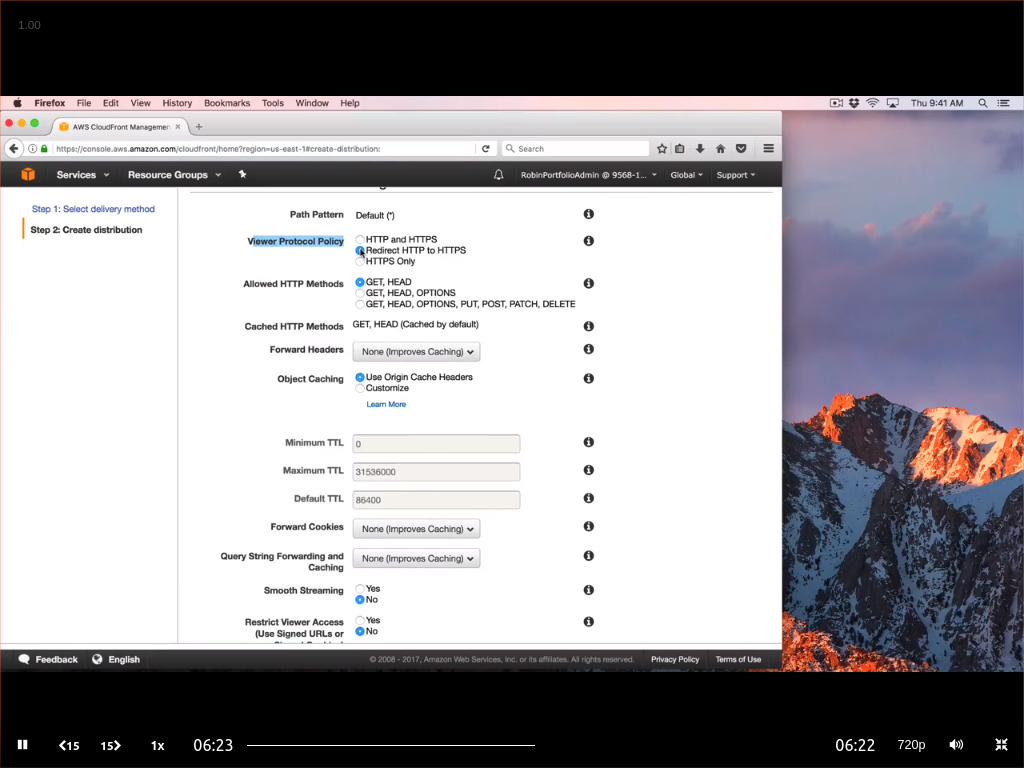 1.00
Firefox File Edit View History Bookmarks Tools Window Help Thu 9:41 AM
AWS CloudFront Managemen
https://console.aws.amazon.com/cloudfront/home?region=us-east-1#create-distribution: Search
Services Resource Groups RobinPortfolioAdmin @ 9568-1... Global Support
Step 1: Select delivery method
Step 2: Create distribution
Path Pattern Default (*)
Viewer Protocol Policy HTTP and HTTPS
Redirect HTTP to HTTPS
HTTPS Only
Allowed HTTP Methods GET, HEAD
GET, HEAD, OPTIONS
GET, HEAD, OPTIONS, PUT, POST, PATCH, DELETE
Cached HTTP Methods GET, HEAD (Cached by default)
Forward Headers None (Improves Caching)
Object Caching Use Origin Cache Headers
Customize
Learn More
Minimum TTL 0
Maximum TTL 31536000
Default TTL 86400
Forward Cookies None (Improves Caching)
Query String Forwarding and None (Improves Caching)
Caching
Smooth Streaming Yes
No
Restrict Viewer Access Yes
(Use Signed URLs or No
Feedback English © 2008 - 2017, Amazon Web Services, Inc. or its affiliates. All rights reserved. Privacy Policy Terms of Use
15 15 1x 06:23 06:22 720p